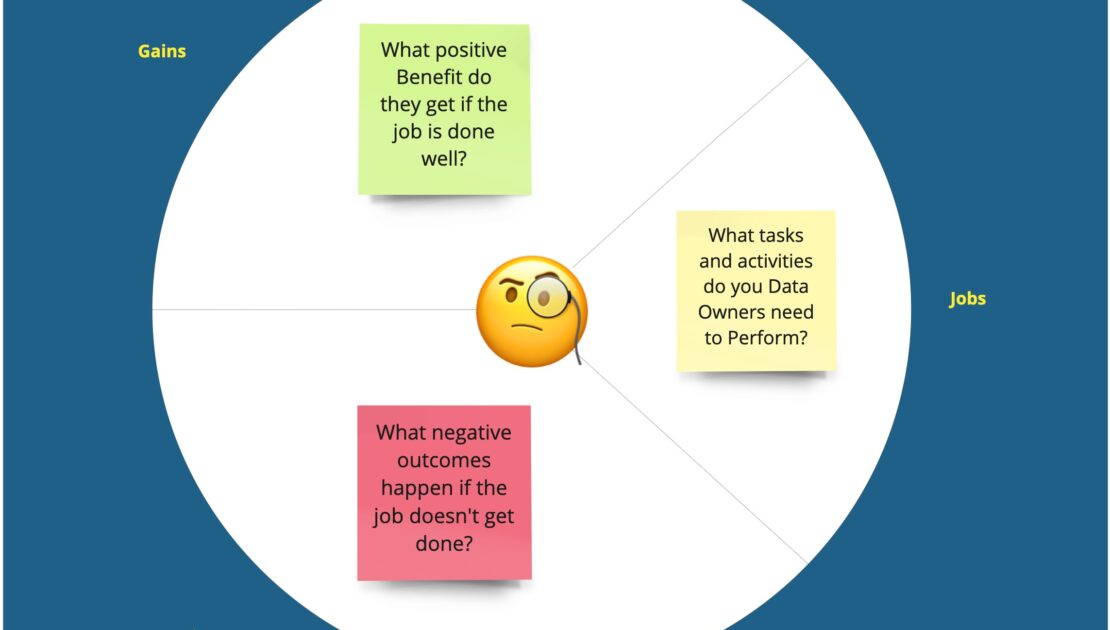 Gains
What positive
Benefit do
they get if the
job is done
well?
What tasks
and activities
do you Data
Owners need
to Perform?
Jobs
What negative
outcomes
happen if the
job doesn't get
done?